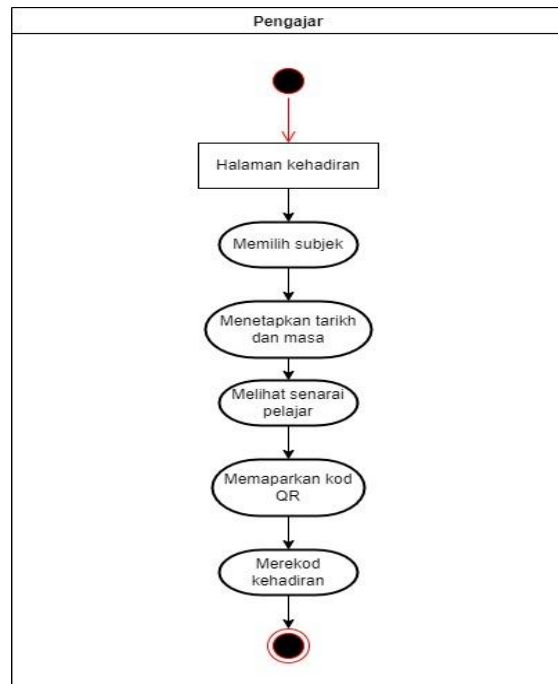 Pengajar
Halaman kehadiran
Memilih subjek
Menetapkan tarikh
dan masa
Melihat senarai
pelajar
Memaparkan kod
QR
Merekod
kehadiran